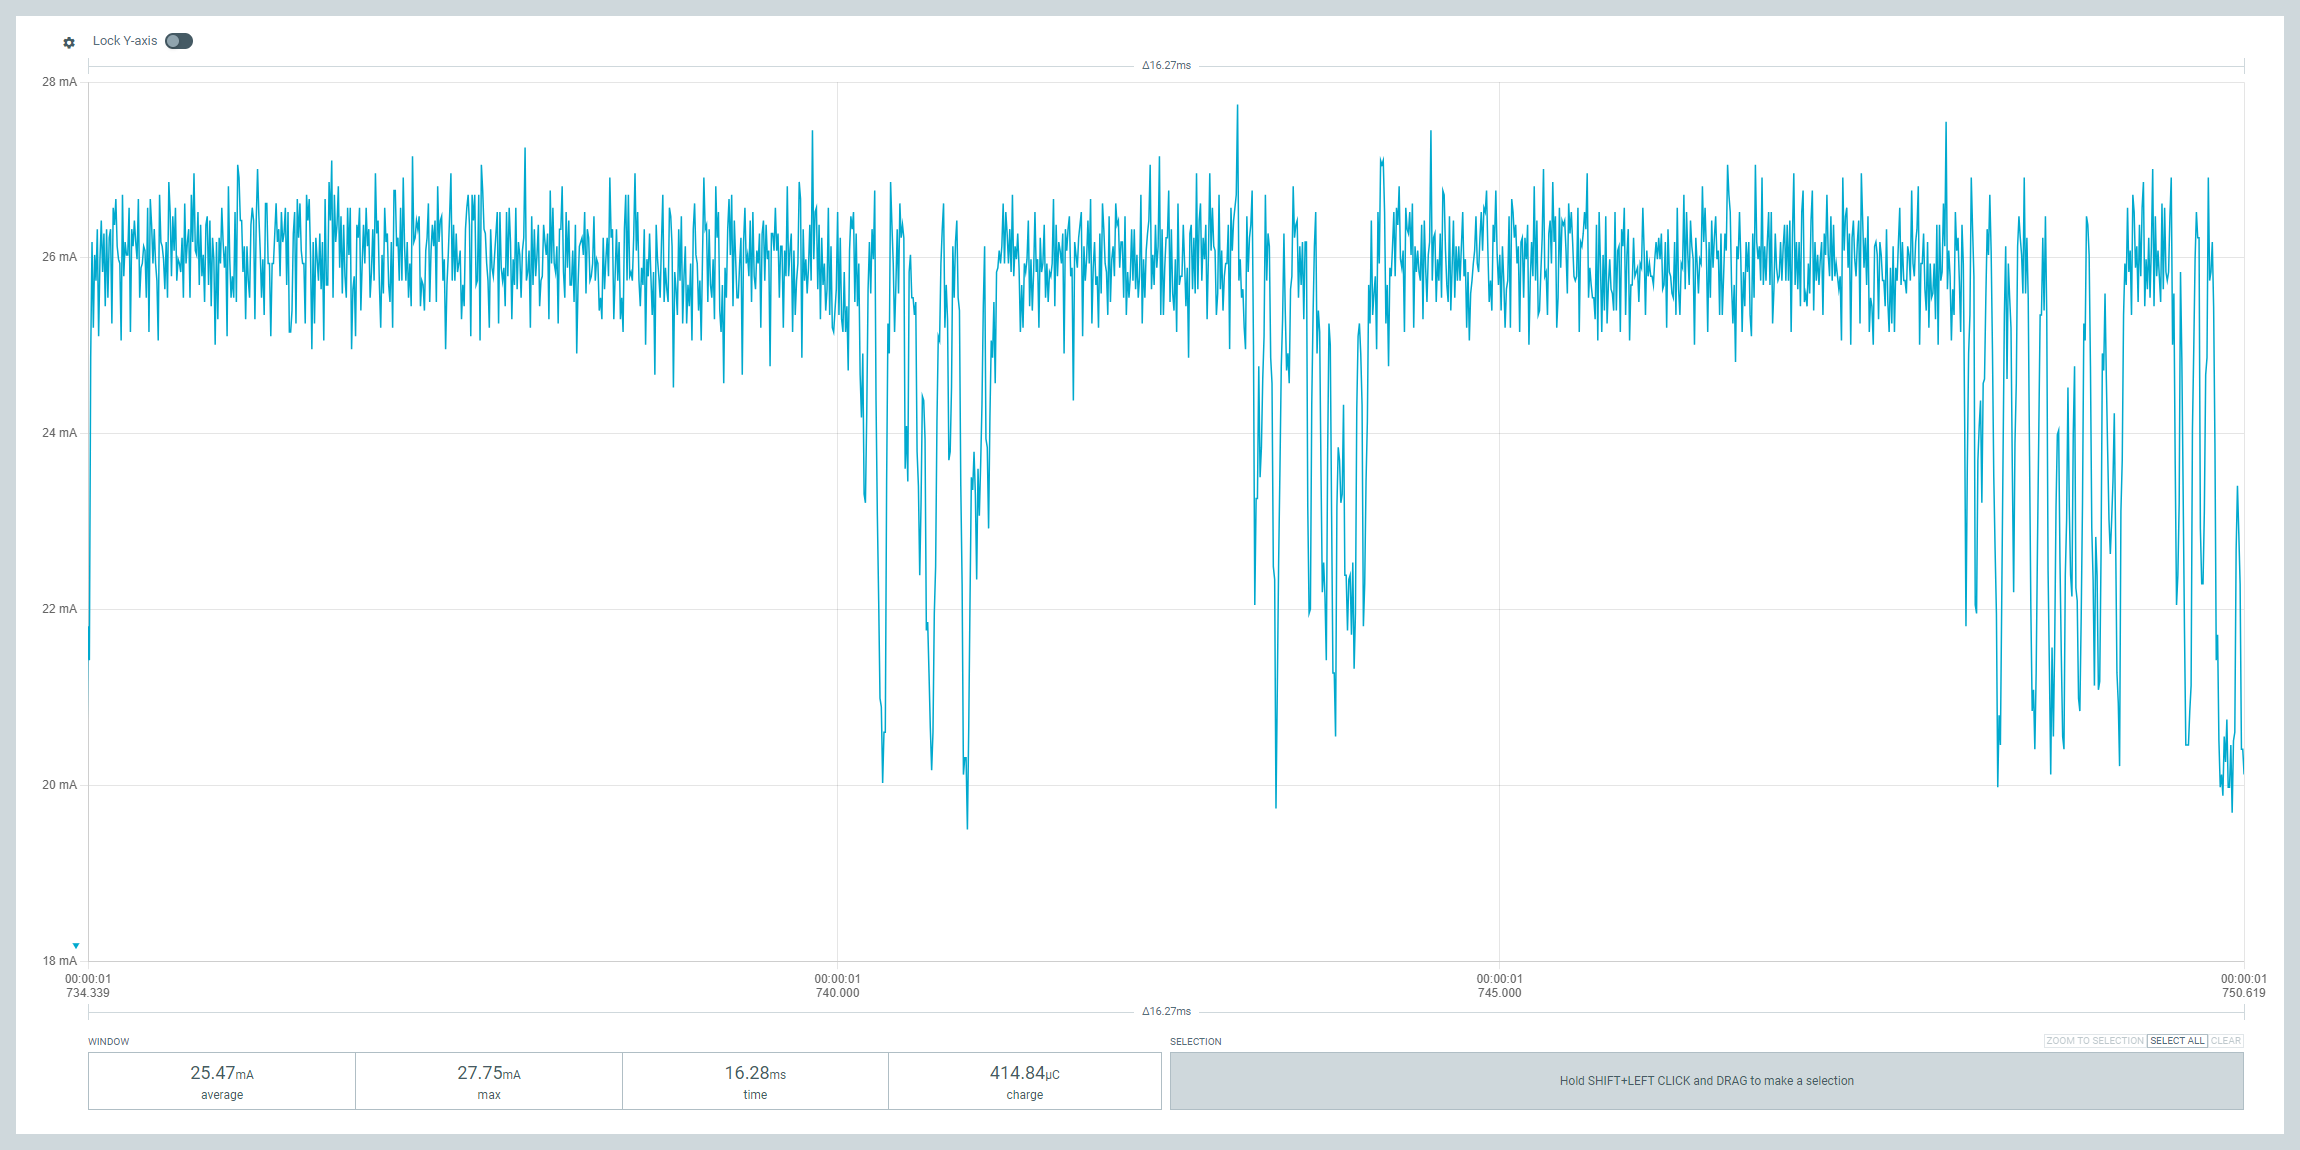 Lock Y-axis
Δ16.27ms
28 mA
26 mA
24 mA
22 mA
20 mA
18 mA
00:00:01 00:00:01 00:00:01 00:00:01
734.339 740.000 745.000 750.619
Δ16.27ms
WINDOW SELECTION ZOOM TO SELECTION SELECT ALL CLEAR
25.47mA 27.75mA 16.28ms 414.84μC
average max time charge
Hold SHIFT+LEFT CLICK and DRAG to make a selection